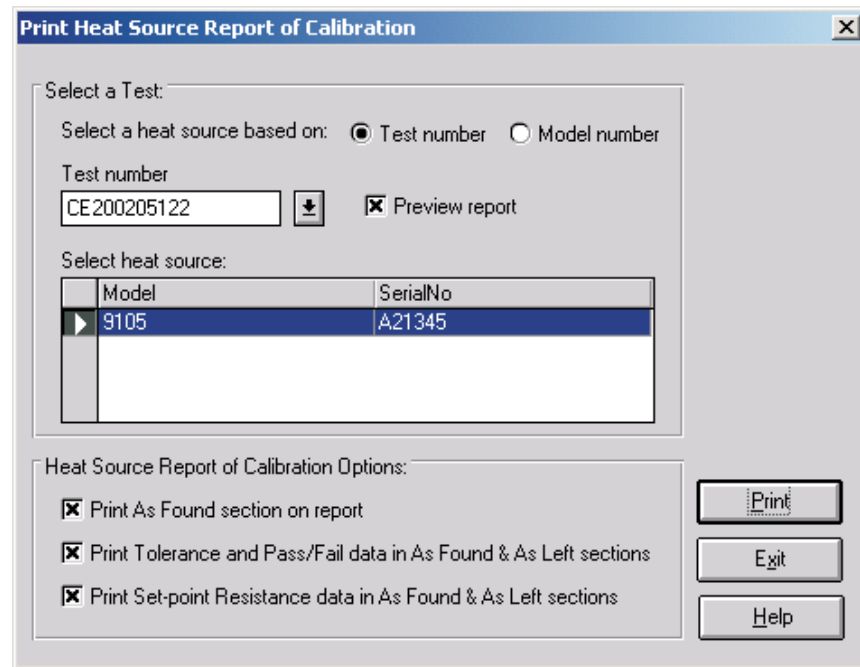 Print Heat Source Report of Calibration
Select a Test:
Select a heat source based on: Test number Model number
Test number
CE200205122 Preview report
Select heat source:
Model SerialNo
9105 A21345
Heat Source Report of Calibration Options:
Print As Found section on report
Print Tolerance and Pass/Fail data in As Found & As Left sections
Print Set-point Resistance data in As Found & As Left sections
Print
Exit
Help